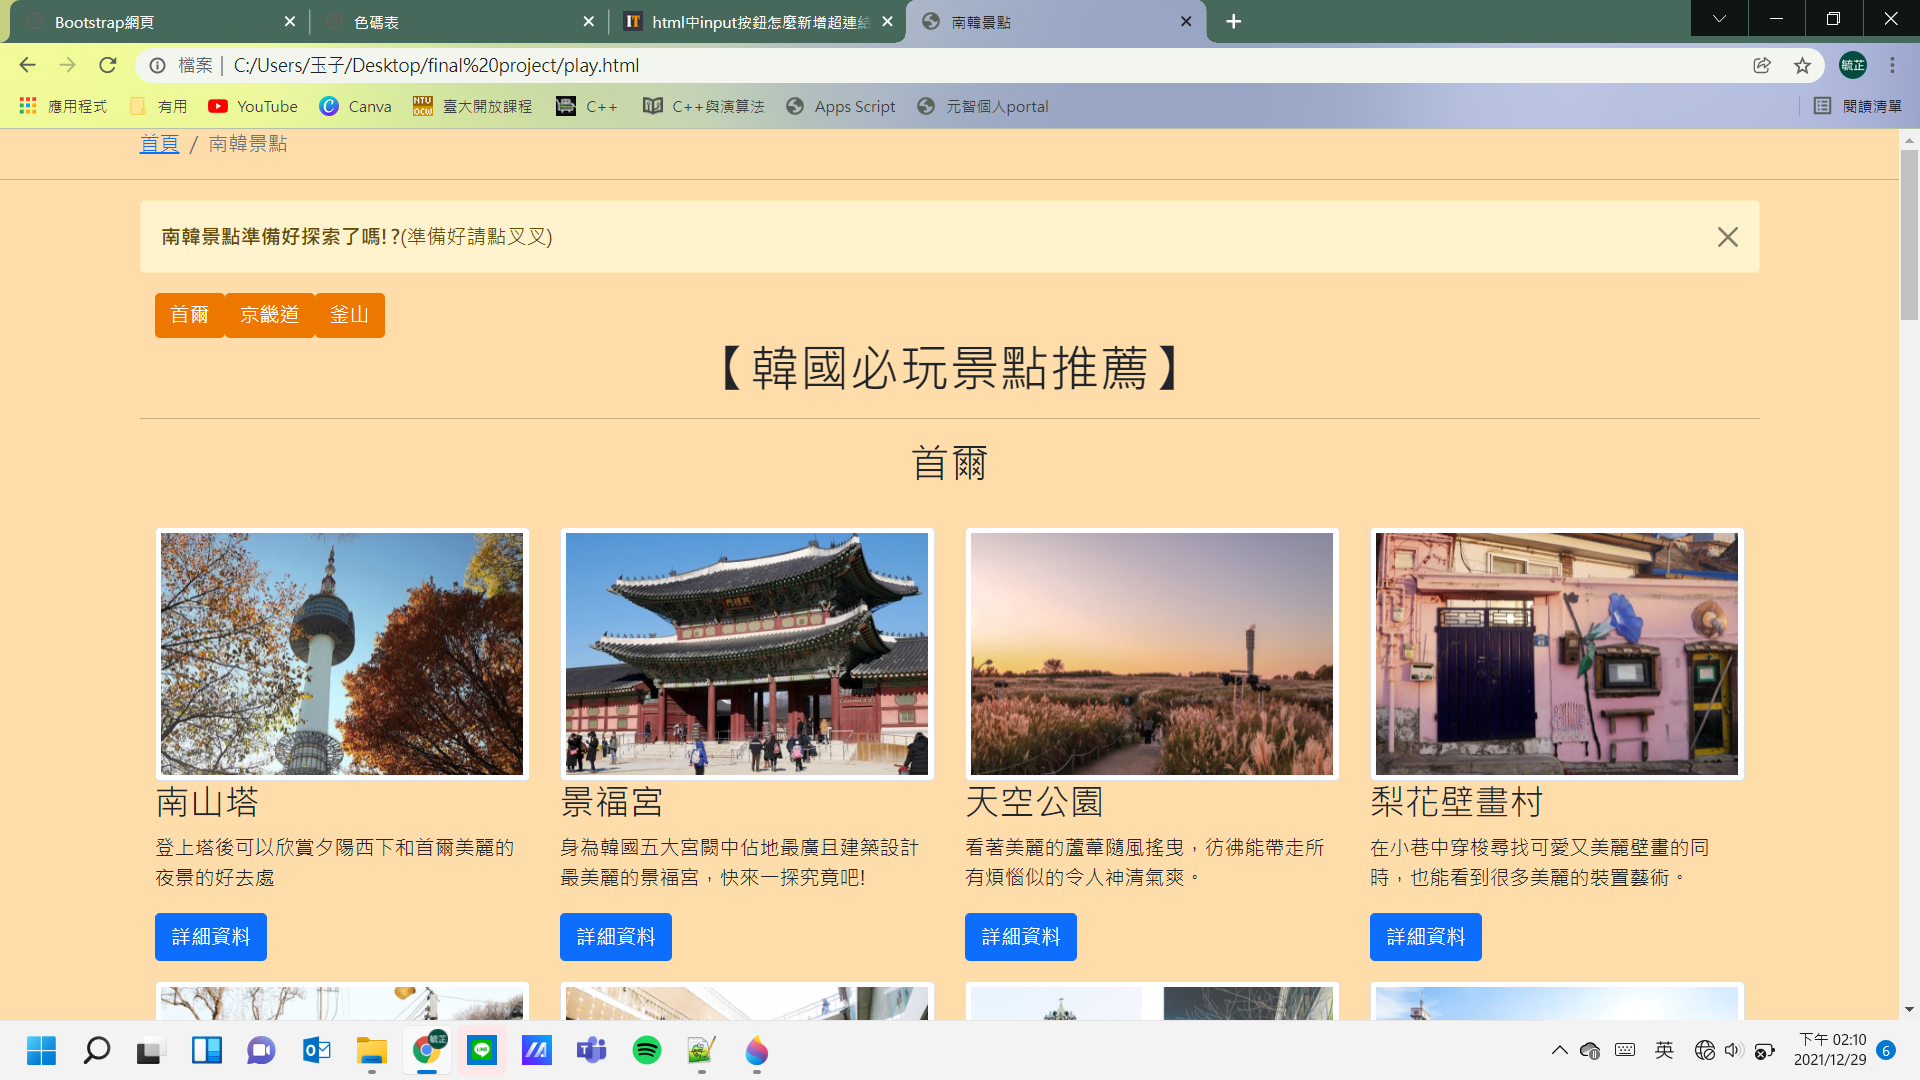 Bootstrap網頁
色碼表
html中input按鈕怎麼新增超連結
南韓景點
檔案 | C:/Users/玉子/Desktop/final%20project/play.html
毓芷
應用程式
有用
YouTube
Canva
臺大開放課程
C++
C++與演算法
Apps Script
元智個人portal
閱讀清單
首頁 / 南韓景點
南韓景點準備好探索了嗎!?(準備好請點叉叉)
首爾 京畿道 釜山
【韓國必玩景點推薦】
首爾
南山塔
登上塔後可以欣賞夕陽西下和首爾美麗的
夜景的好去處
詳細資料
景福宮
身為韓國五大宮闕中佔地最廣且建築設計
最美麗的景福宮，快來一探究竟吧!
詳細資料
天空公園
看著美麗的蘆葦隨風搖曳，彷彿能帶走所
有煩惱似的令人神清氣爽。
詳細資料
梨花壁畫村
在小巷中穿梭尋找可愛又美麗壁畫的同
時，也能看到很多美麗的裝置藝術。
詳細資料
英
下午 02:10
2021/12/29
6